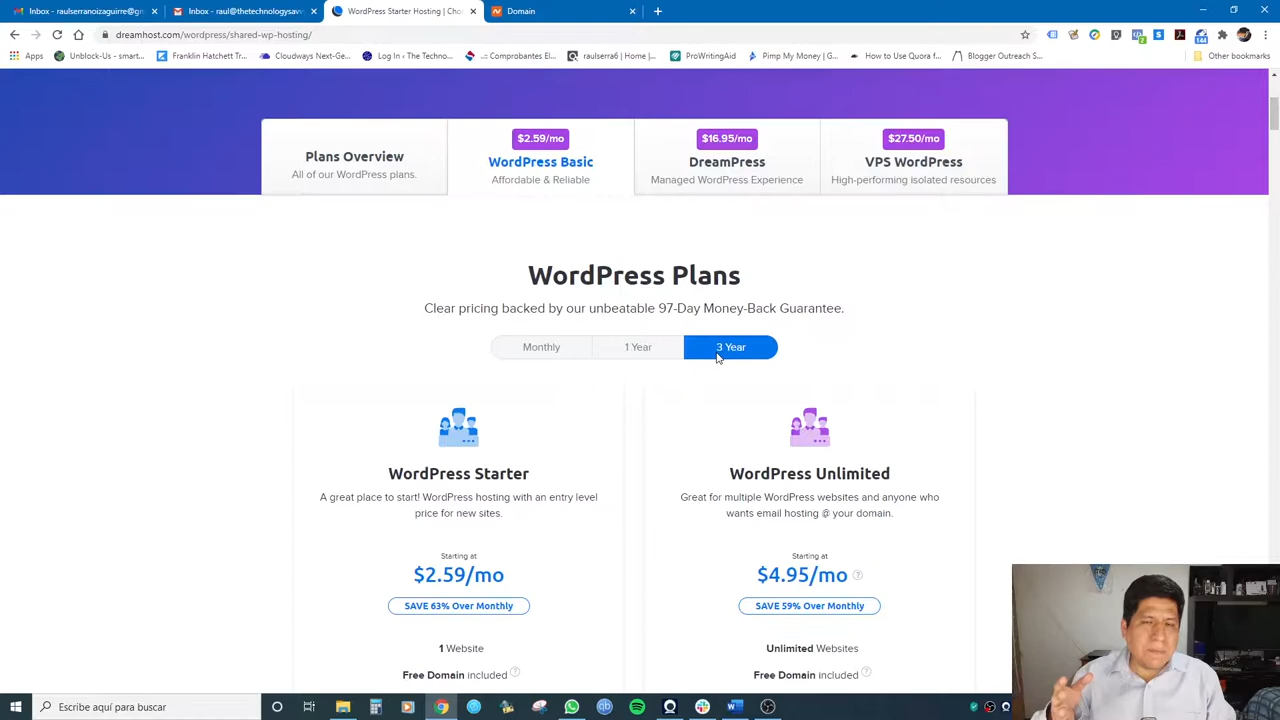 Inbox - raulserranoizaguirre@gm
Inbox - raul@thetechnologysavv
WordPress Starter Hosting | Cho
Domain
dreamhost.com/wordpress/shared-wp-hosting/
Apps
Unblock-Us - smart...
Franklin Hatchett Tr...
Cloudways Next-Ge...
Log In ‹ The Techno...
.:: Comprobantes El...
raulserra6 | Home |...
ProWritingAid
Pimp My Money | G...
How to Use Quora f...
Blogger Outreach S...
Other bookmarks
Plans Overview
All of our WordPress plans.
$2.59/mo
WordPress Basic
Affordable & Reliable
$16.95/mo
DreamPress
Managed WordPress Experience
$27.50/mo
VPS WordPress
High-performing isolated resources
WordPress Plans
Clear pricing backed by our unbeatable 97-Day Money-Back Guarantee.
Monthly
1 Year
3 Year
WordPress Starter
A great place to start! WordPress hosting with an entry level
price for new sites.
Starting at
$2.59/mo
SAVE 63% Over Monthly
1 Website
Free Domain included
WordPress Unlimited
Great for multiple WordPress websites and anyone who
wants email hosting @ your domain.
Starting at
$4.95/mo
SAVE 59% Over Monthly
Unlimited Websites
Free Domain included
Escribe aquí para buscar